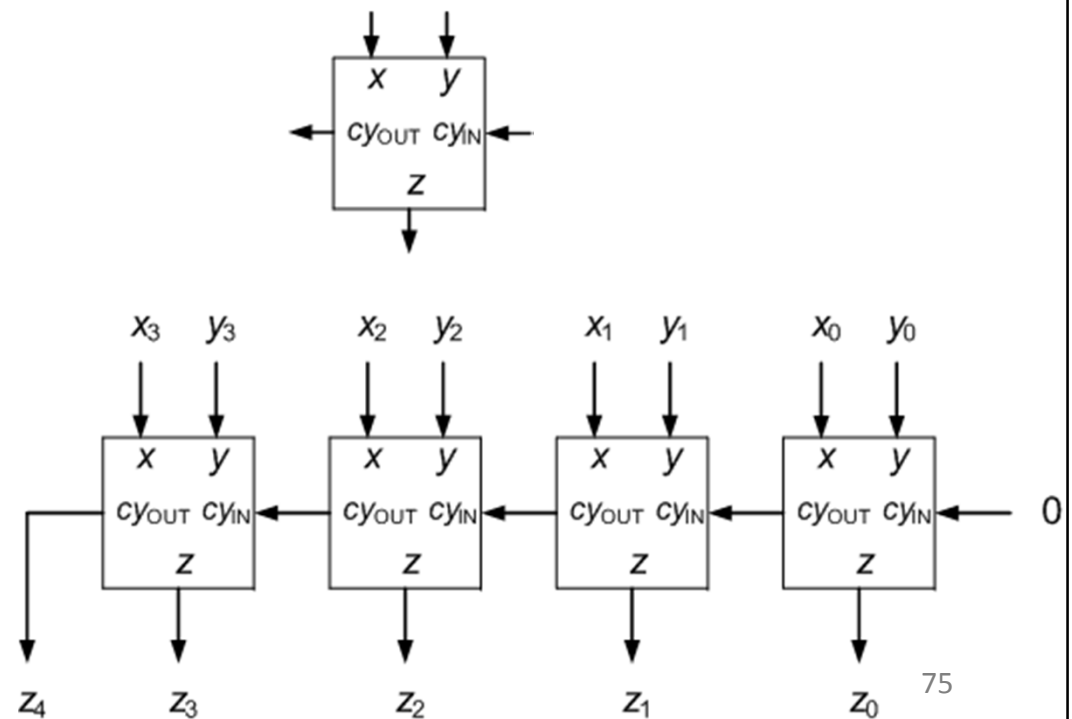 x y
cyOUT cyIN
z
x3 y3 x2 y2 x1 y1 x0 y0
x y x y x y x y
cyOUT cyIN cyOUT cyIN cyOUT cyIN cyOUT cyIN 0
z z z z
z4 z3 z2 z1 z0 75